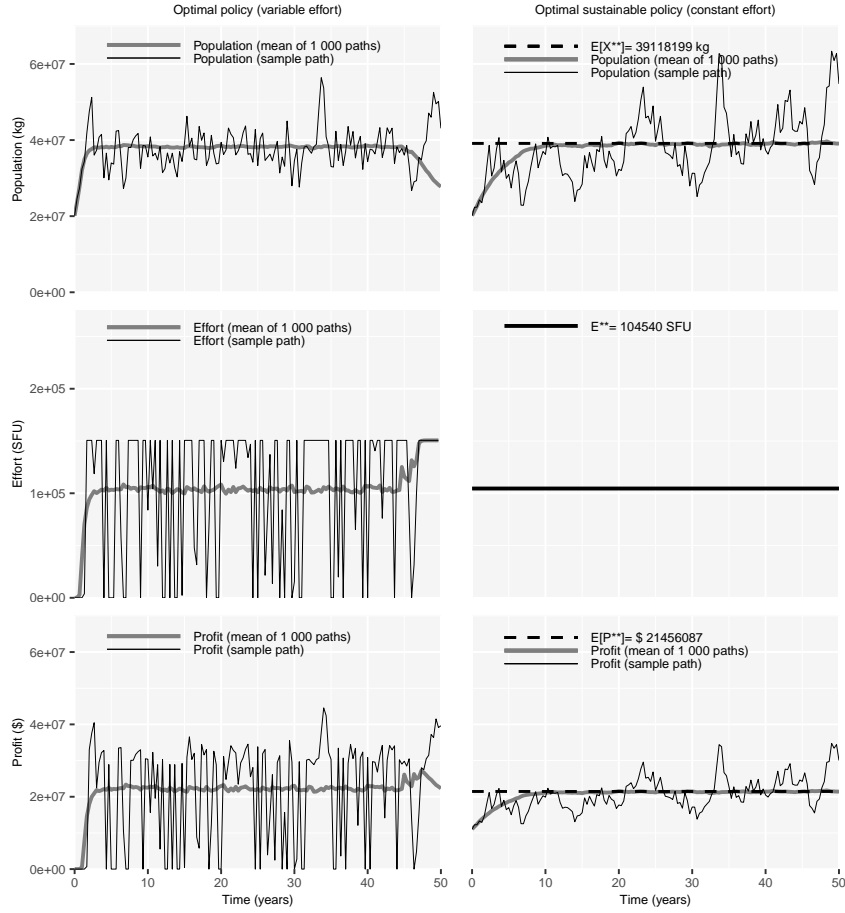 Optimal policy (variable effort)
Optimal sustainable policy (constant effort)
Population (kg)
6e+07
4e+07
2e+07
0e+00
Population (mean of 1 000 paths)
Population (sample path)
E[X**]= 39118199 kg
Population (mean of 1 000 paths)
Population (sample path)
Effort (SFU)
2e+05
1e+05
0e+00
Effort (mean of 1 000 paths)
Effort (sample path)
E**= 104540 SFU
Profit ($)
6e+07
4e+07
2e+07
0e+00
Profit (mean of 1 000 paths)
Profit (sample path)
E[P**]= $ 21456087
Profit (mean of 1 000 paths)
Profit (sample path)
0 10 20 30 40 50
0 10 20 30 40 50
Time (years)
Time (years)